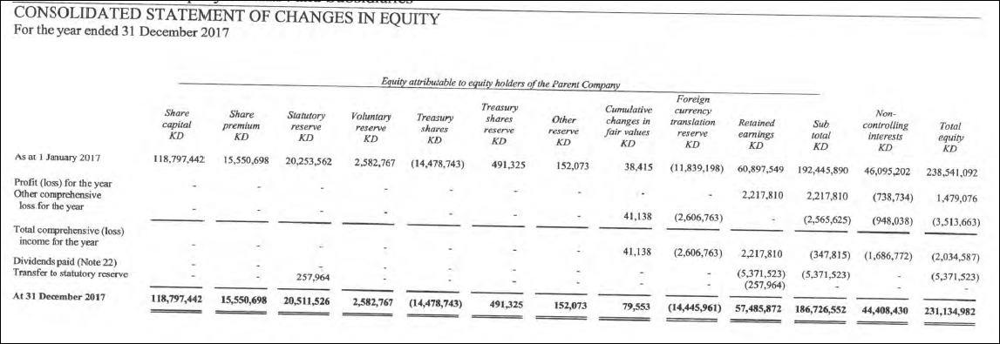 CONSOLIDATED STATEMENT OF CHANGES IN EQUITY
For the year ended 31 December 2017
Equity attributable to equity holders of the Parent Company
Share capital KD Share premium KD Statutory reserve KD Voluntary reserve KD Treasury shares KD Treasury shares reserve KD Other reserve KD Cumulative changes in fair values KD Foreign currency translation reserve KD Retained earnings KD Sub total KD Non-controlling interests KD Total equity KD
As at 1 January 2017 118,797,442 15,550,698 20,253,562 2,582,767 (14,478,743) 491,325 152,073 38,415 (11,839,198) 60,897,549 192,445,890 46,095,202 238,541,092
Profit (loss) for the year - - - - - - - - - 2,217,810 2,217,810 (738,734) 1,479,076
Other comprehensive
loss for the year - - - - - - - 41,138 (2,606,763) - (2,565,625) (948,038) (3,513,663)
Total comprehensive (loss)
income for the year - - - - - - - 41,138 (2,606,763) 2,217,810 (347,815) (1,686,772) (2,034,587)
Dividends paid (Note 22) - - - - - - - - - (5,371,523) (5,371,523) - (5,371,523)
Transfer to statutory reserve - - 257,964 - - - - - - (257,964) - - -
At 31 December 2017 118,797,442 15,550,698 20,511,526 2,582,767 (14,478,743) 491,325 152,073 79,553 (14,445,961) 57,485,872 186,726,552 44,408,430 231,134,982